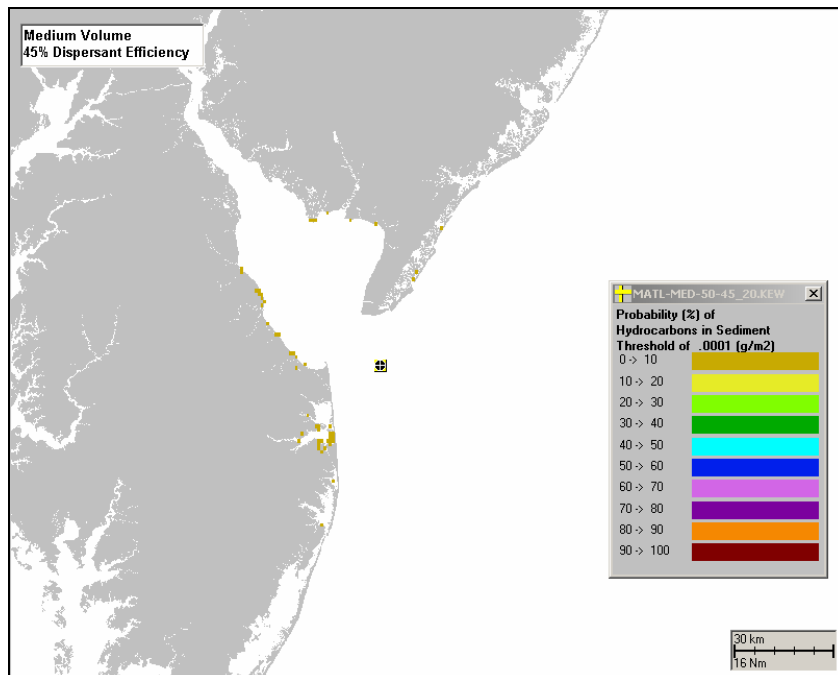 Medium Volume
45% Dispersant Efficiency
MATL-MED-50-45_20.KEW
Probability (%) of
Hydrocarbons in Sediment
Threshold of .0001 (g/m2)
0 -> 10
10 -> 20
20 -> 30
30 -> 40
40 -> 50
50 -> 60
60 -> 70
70 -> 80
80 -> 90
90 -> 100
30 km
16 Nm